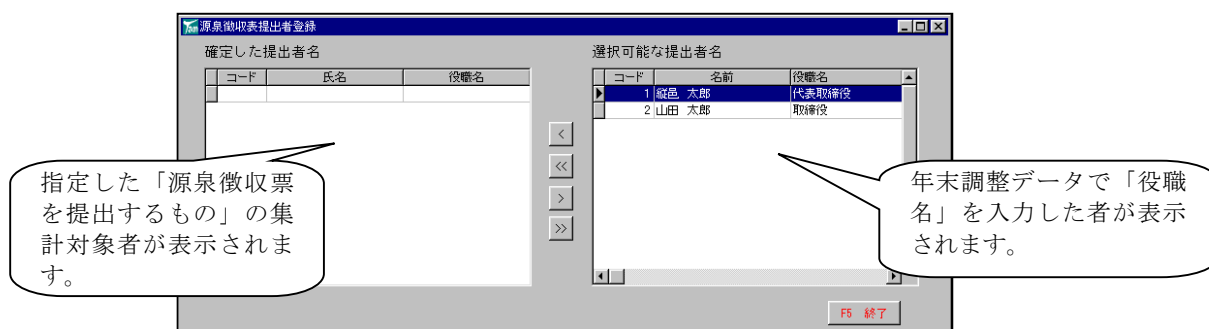 源泉徴収表提出者登録
確定した提出者名
コード 氏名 役職名
選択可能な提出者名
コード 名前 役職名
1 縦邑 太郎 代表取締役
2 山田 太郎 取締役
<
<<
>
>>
指定した「源泉徴収票
を提出するもの」の集
計対象者が表示されま
す。
年末調整データで「役職
名」を入力した者が表示
されます。
F5 終了